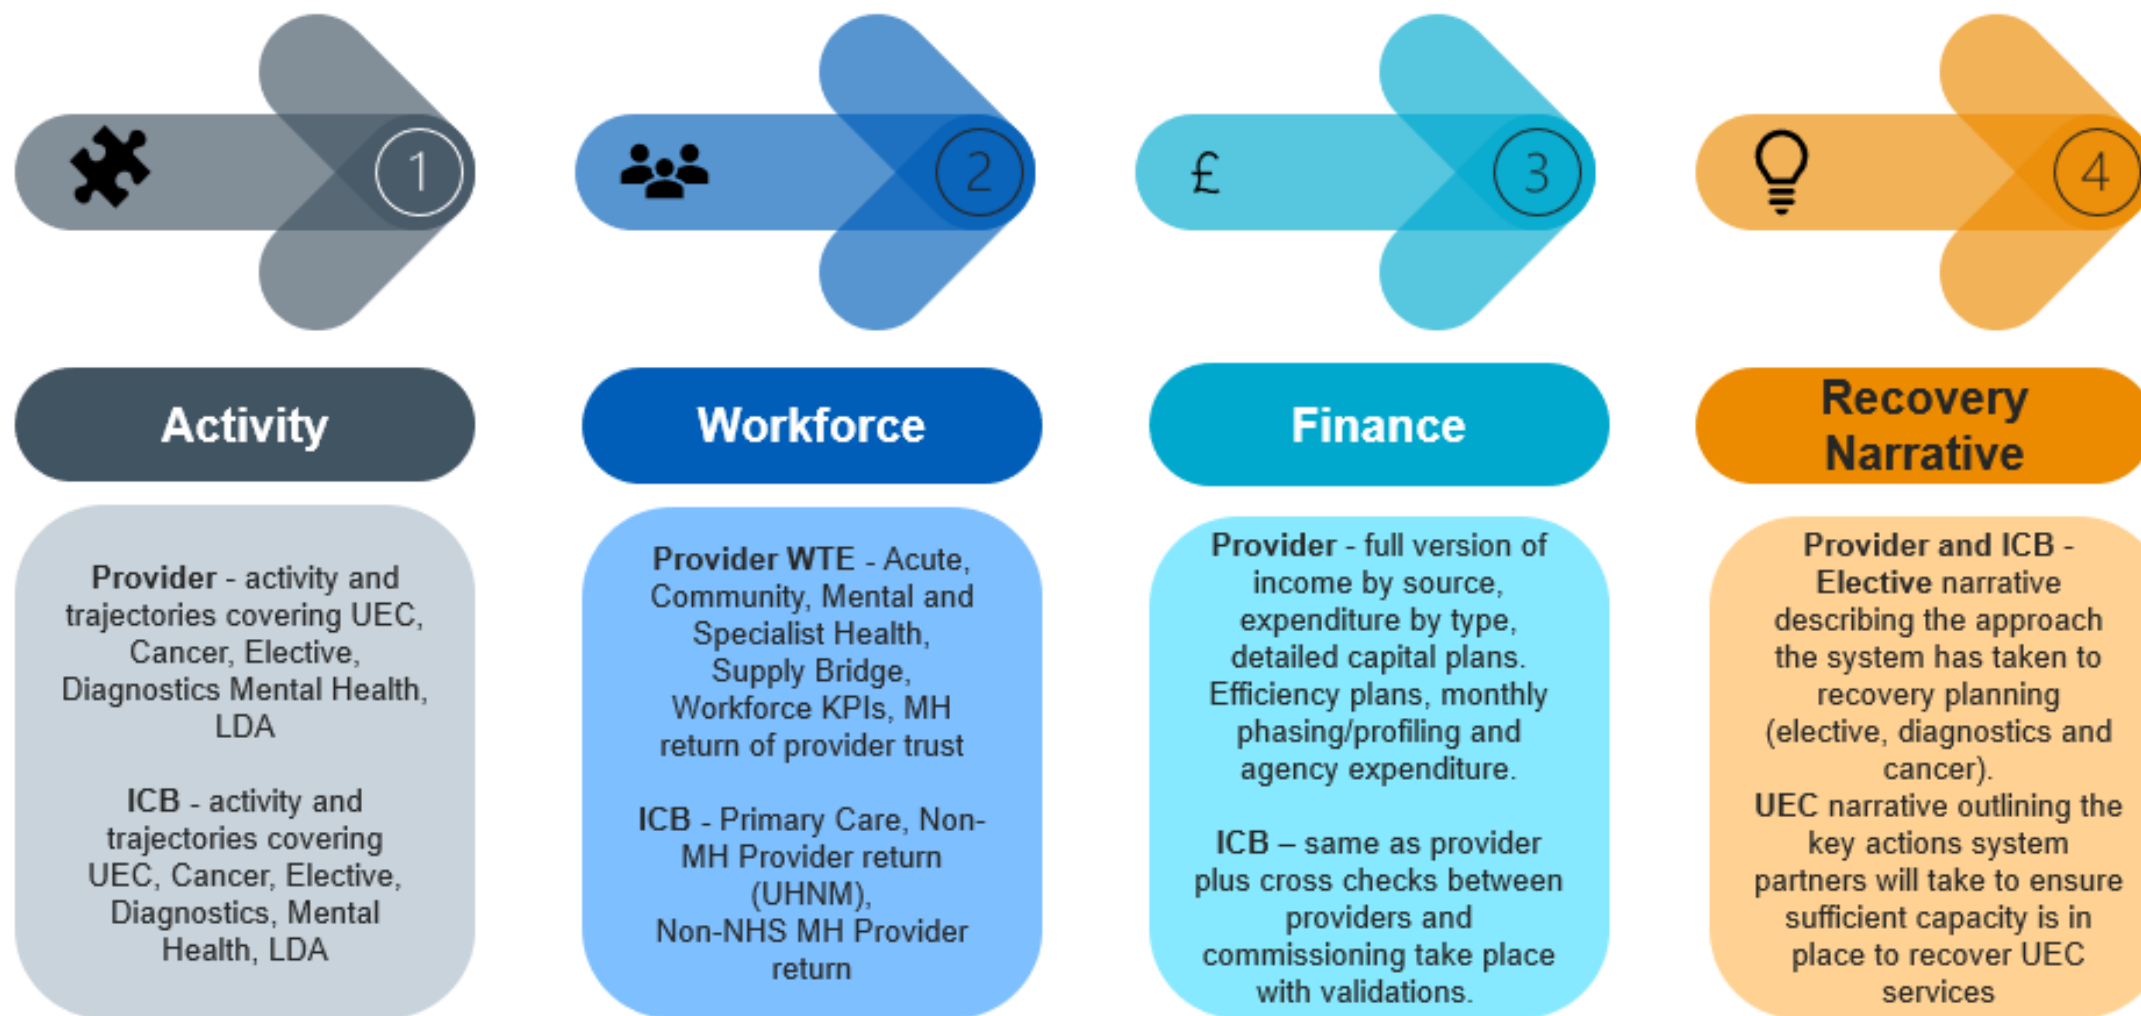 1
2
£
3
4
Activity
Provider - activity and
trajectories covering UEC,
Cancer, Elective,
Diagnostics Mental Health,
LDA
ICB - activity and
trajectories covering
UEC, Cancer, Elective,
Diagnostics, Mental
Health, LDA
Workforce
Provider WTE - Acute,
Community, Mental and
Specialist Health,
Supply Bridge,
Workforce KPIs, MH
return of provider trust
ICB - Primary Care, Non-
MH Provider return
(UHNM),
Non-NHS MH Provider
return
Finance
Provider - full version of
income by source,
expenditure by type,
detailed capital plans.
Efficiency plans, monthly
phasing/profiling and
agency expenditure.
ICB – same as provider
plus cross checks between
providers and
commissioning take place
with validations.
Recovery
Narrative
Provider and ICB -
Elective narrative
describing the approach
the system has taken to
recovery planning
(elective, diagnostics and
cancer).
UEC narrative outlining the
key actions system
partners will take to ensure
sufficient capacity is in
place to recover UEC
services